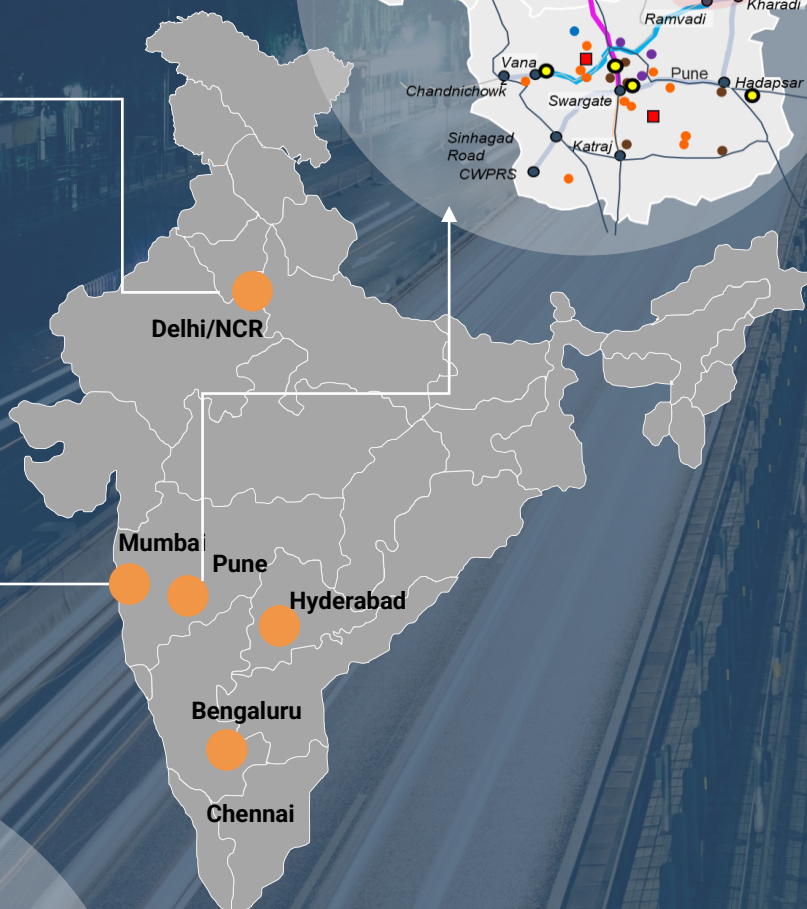 Kharadi
Ramvadi
Vana
Z
Pune
Hadapsar
Chandnichowk
Swargate
Sinhagad
Road
Katraj
CWPRS
Delhi/NCR
Mumbai
Pune
Hyderabad
Bengaluru
Chennai